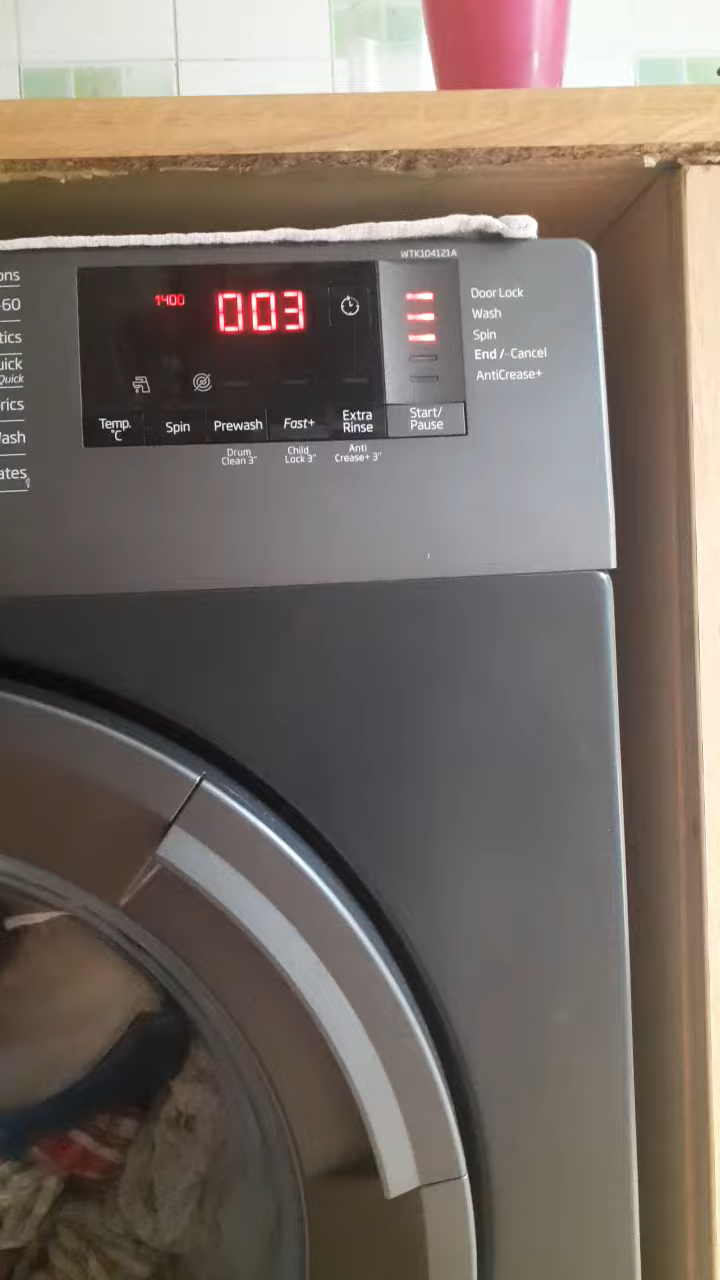 WTK104121A
ons
-60
tics
uick
Quick
rics
Vash
ates
1400
003
Door Lock
Wash
Spin
End / Cancel
AntiCrease+
Temp. °C
Spin
Prewash
Fast+
Extra Rinse
Start/ Pause
Drum Clean 3"
Child Lock 3"
Anti Crease+ 3"